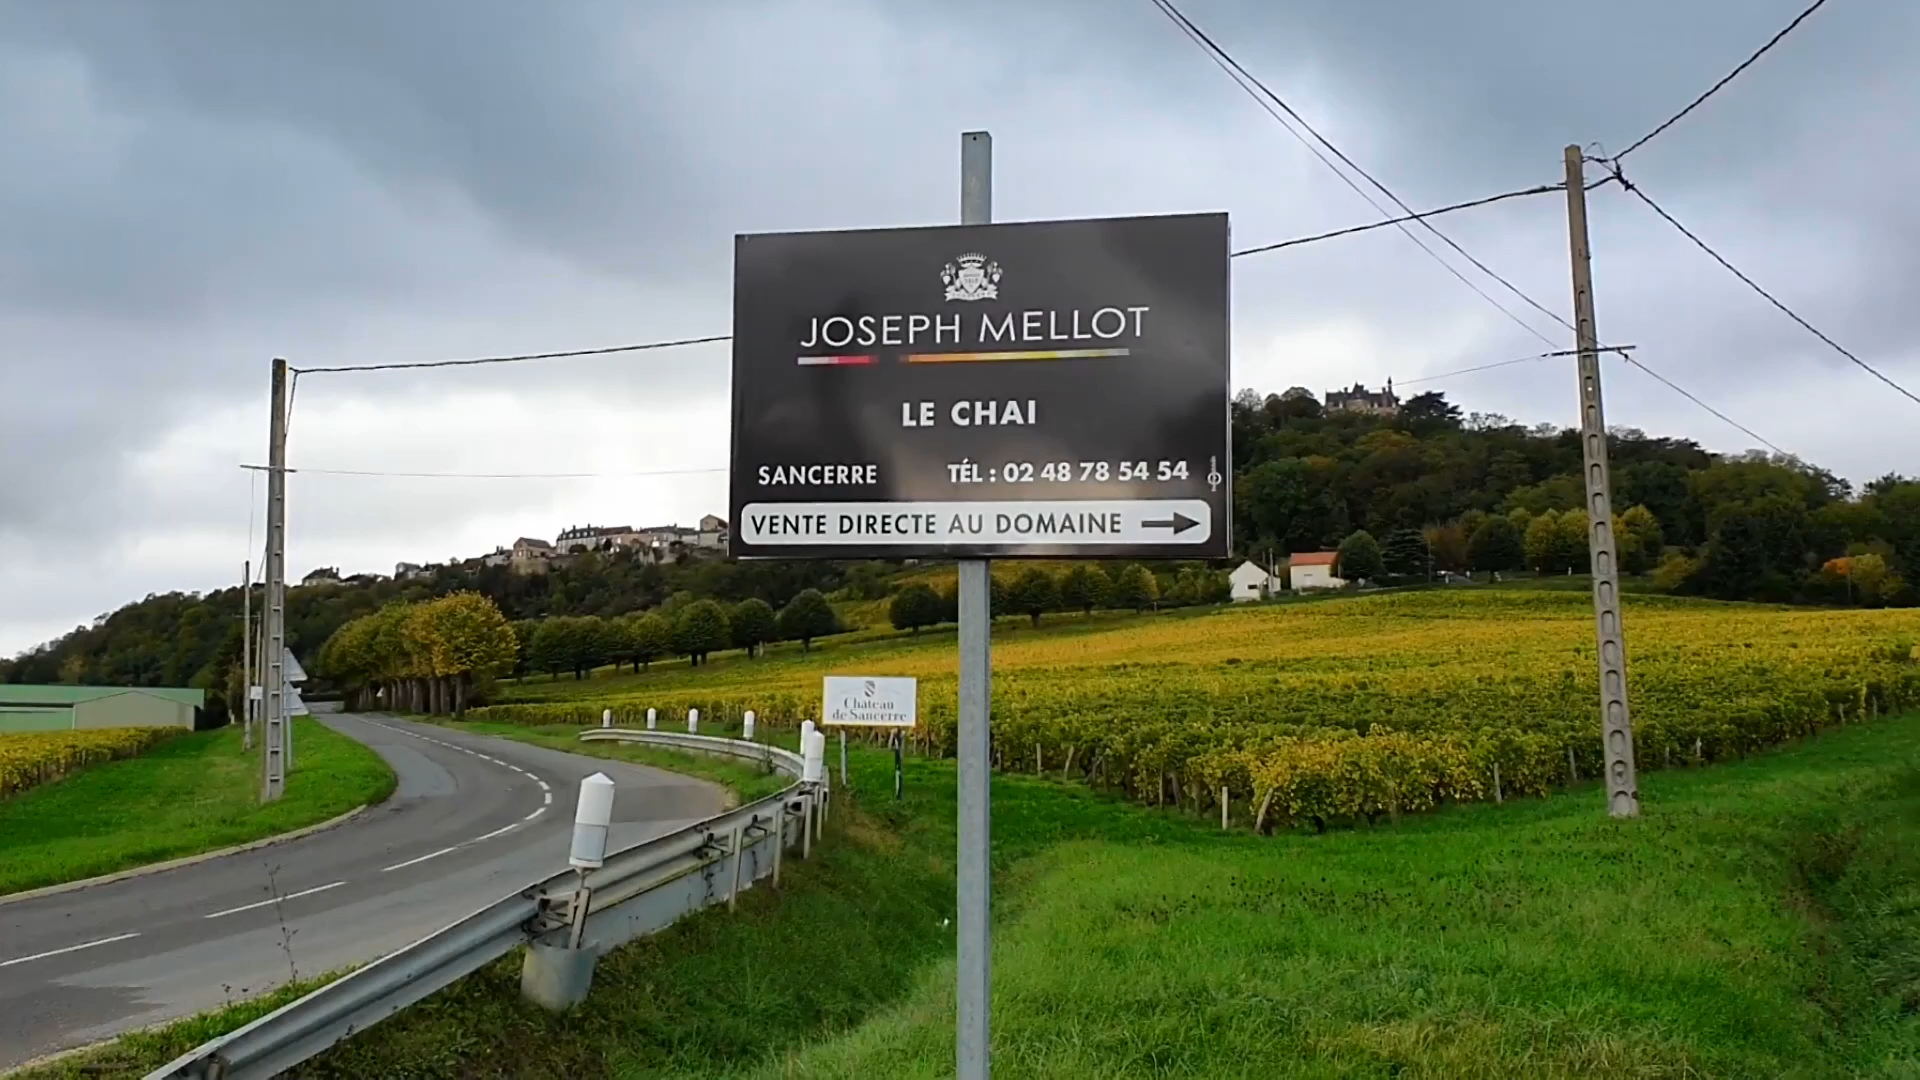 JOSEPH MELLOT
LE CHAI
SANCERRE TÉL : 02 48 78 54 54
VENTE DIRECTE AU DOMAINE
Château
de Sancerre